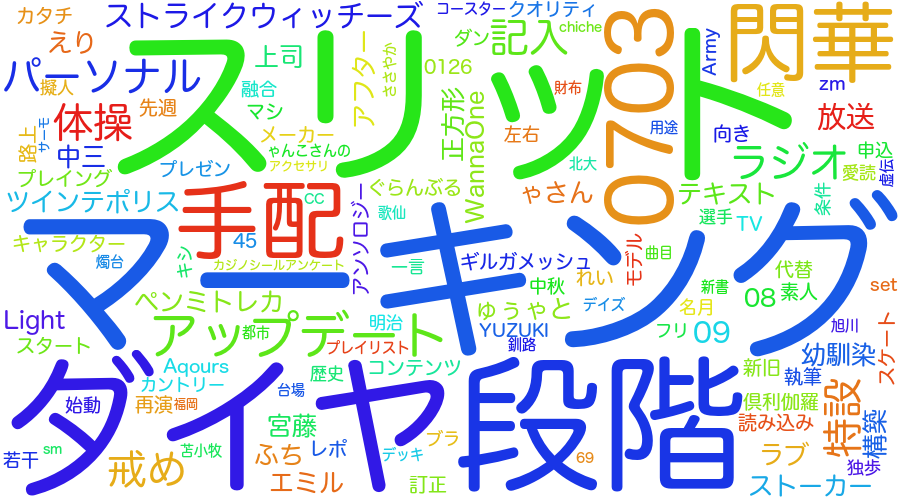 カタチ
ストライクウィッチーズ
コースター
クオリティ
えり
スリット
上司
アフター
ささやか
ダン
記入
chiche
0703
Army
閃華
パーソナル
擬人
先週
融合
マシ
0126
財布
zm
任意
体操
メーカー
正方形
WannaOne
左右
用途
向き
放送
路上
サーモ
中三
ゃんこさんの
アクセサリ
北大
ラジオ
申込
愛読
虚伝
プレイング
プレゼン
ツインテポリス
手配
cc
ぐらんぶる
ゃさん
テキスト
選手
TV
条件
歌仙
キャラクター
燭台
キシ
45
カジノシールアンケート
アンソロジー
マーキング
一言
ギルガメッシュ
れい
モデル
曲目
代替
素人
08
set
中秋
新書
名月
デイズ
ゆぅゃと
ペンミトレカ
Light
スタート
アップデート
都市
明治
プレイリスト
YUZUKI
釧路
フリ
09
旭川
スケート
幼馴染
Aqours
カントリー
歴史
コンテンツ
新旧
執筆
ダイヤ
段階
始動
再演
福岡
台場
倶利伽羅
特設
読み込み
構築
宮藤
sm
若干
苫小牧
戒め
ふち
レポ
デッキ
ブラ
69
ラブ
独歩
エミル
訂正
ストーカー